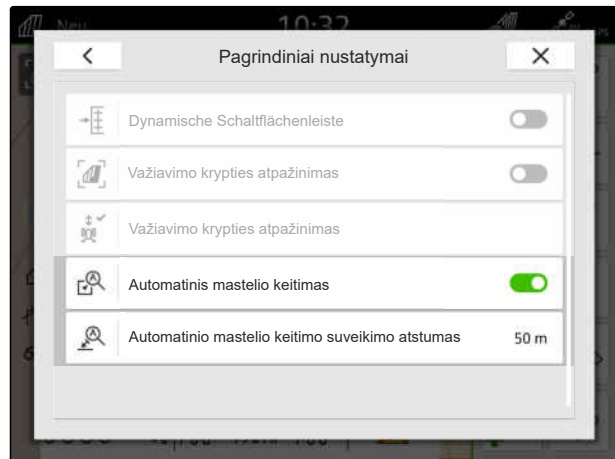 Neu
10:32
Pagrindiniai nustatymai
Dynamische Schaltflächenleiste
Važiavimo krypties atpažinimas
Važiavimo krypties atpažinimas
Automatinis mastelio keitimas
Automatinio mastelio keitimo suveikimo atstumas
50 m